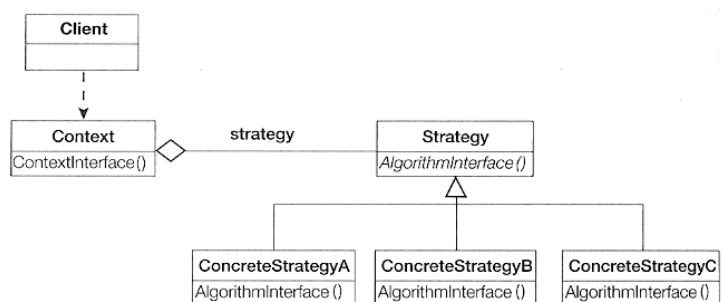 Client
Context
ContextInterface()
strategy
Strategy
AlgorithmInterface()
ConcreteStrategyA
AlgorithmInterface()
ConcreteStrategyB
AlgorithmInterface()
ConcreteStrategyC
AlgorithmInterface()